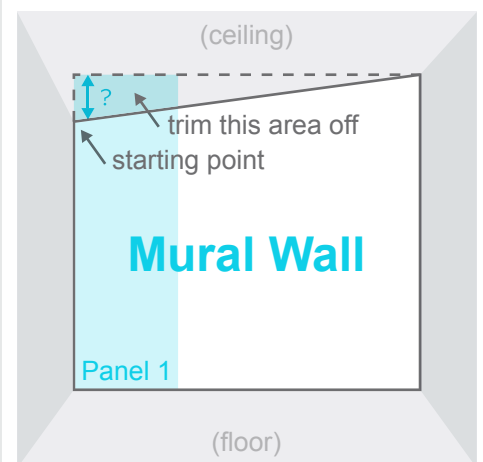 (ceiling)
?
trim this area off
starting point
Mural Wall
Panel 1
(floor)